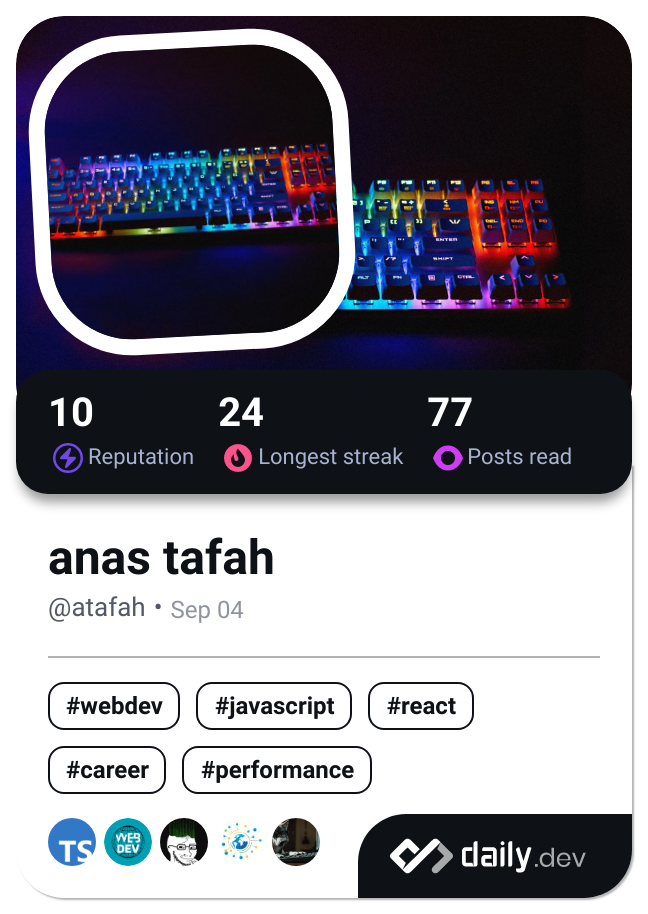 10 24 77
Reputation Longest streak Posts read
anas tafah
@atafah • Sep 04
#webdev #javascript #react
#career #performance
TS WEB DEV
daily.dev